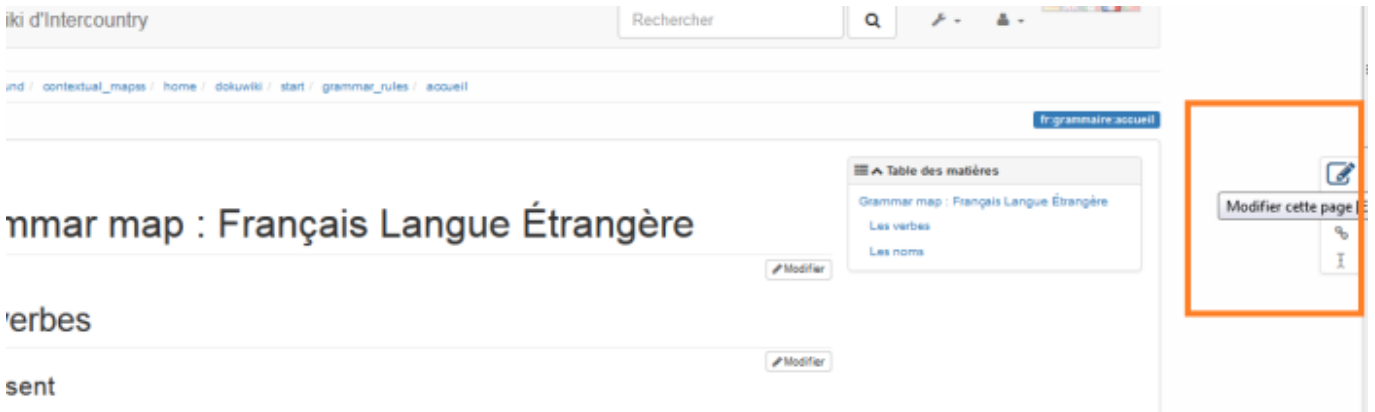 iki d'Intercountry
Rechercher
und / contextual_mapss / home / dokuwiki / start / grammar_rules / accueil
fr:grammaire:accueil
Table des matières
Grammar map : Français Langue Étrangère
Les verbes
Les noms
Modifier cette page [E
mmar map : Français Langue Étrangère
Modifier
verbes
Modifier
sent